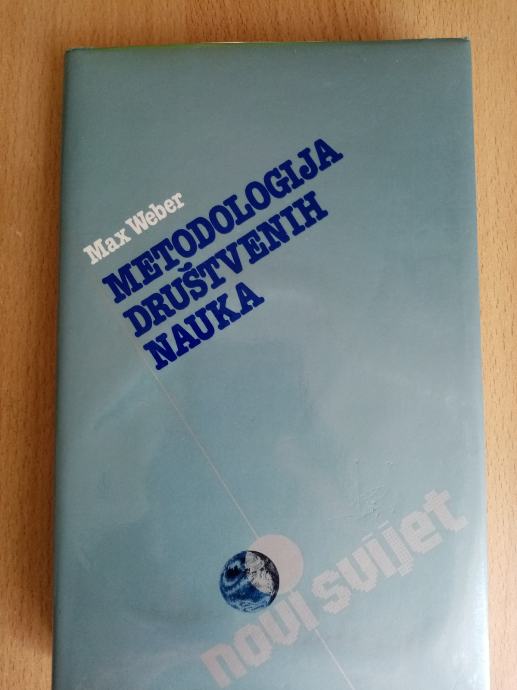 Max Weber
METODOLOGIJA
DRUŠTVENIH
NAUKA
novi svijet